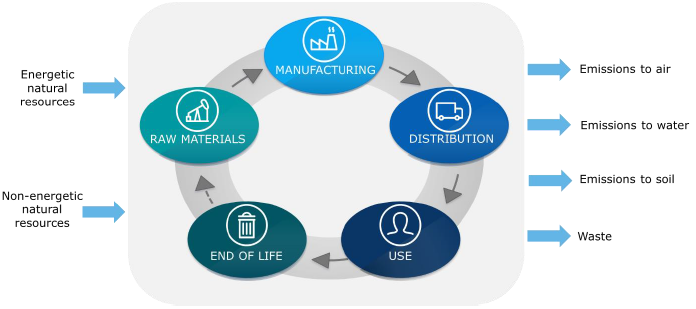 Energetic
natural
resources
Non-energetic
natural
resources
MANUFACTURING
RAW MATERIALS
DISTRIBUTION
END OF LIFE
USE
Emissions to air
Emissions to water
Emissions to soil
Waste